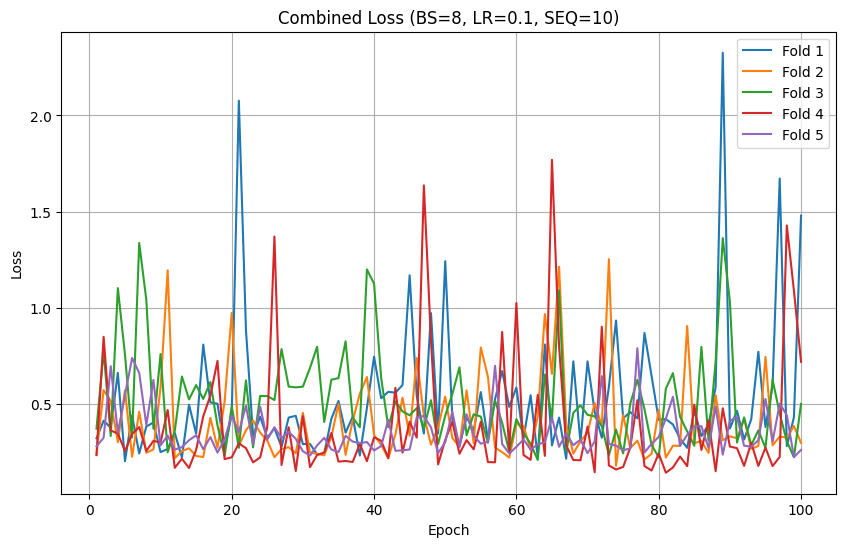 Combined Loss (BS=8, LR=0.1, SEQ=10)
Fold 1
Fold 2
Fold 3
Fold 4
Fold 5
2.0
1.5
1.0
0.5
Loss
0 20 40 60 80 100
Epoch